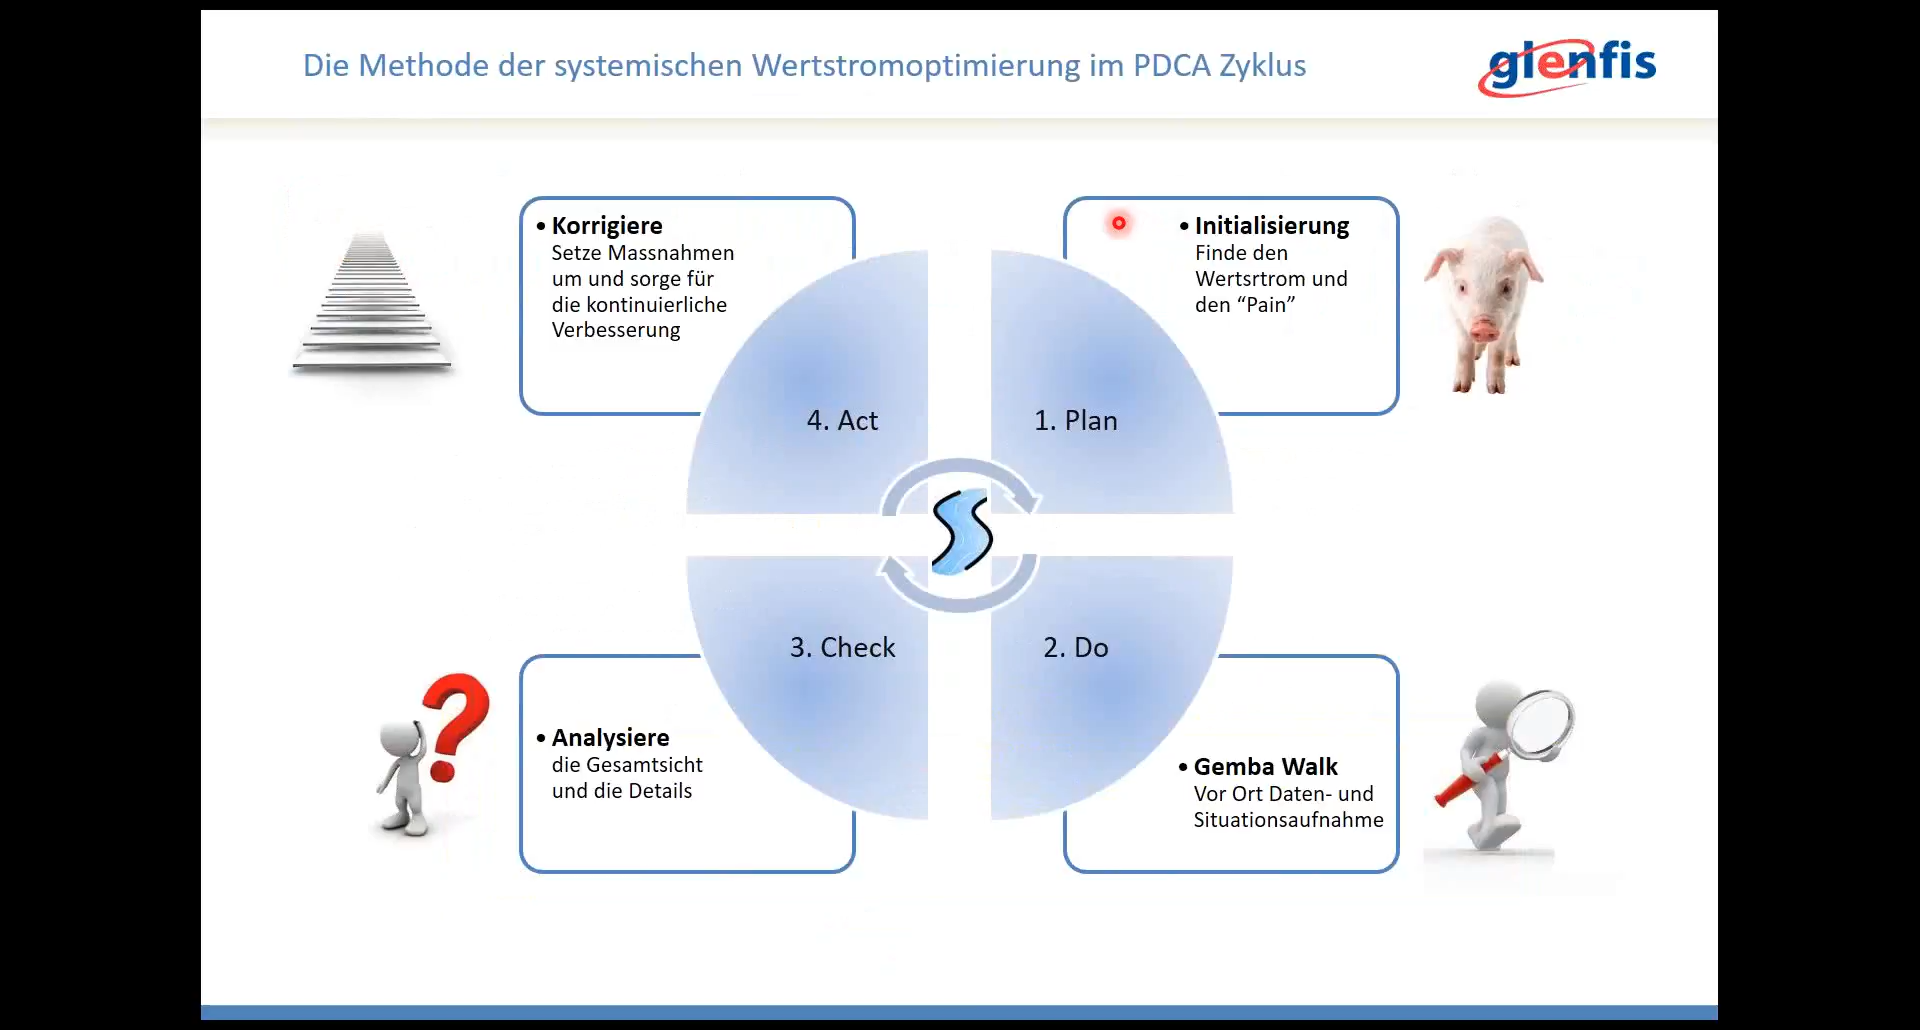 Die Methode der systemischen Wertstromoptimierung im PDCA Zyklus
glenfis
• Korrigiere
Setze Massnahmen
um und sorge für
die kontinuierliche
Verbesserung
• Initialisierung
Finde den
Wertsrtrom und
den “Pain”
4. Act
1. Plan
3. Check
2. Do
• Analysiere
die Gesamtsicht
und die Details
• Gemba Walk
Vor Ort Daten- und
Situationsaufnahme